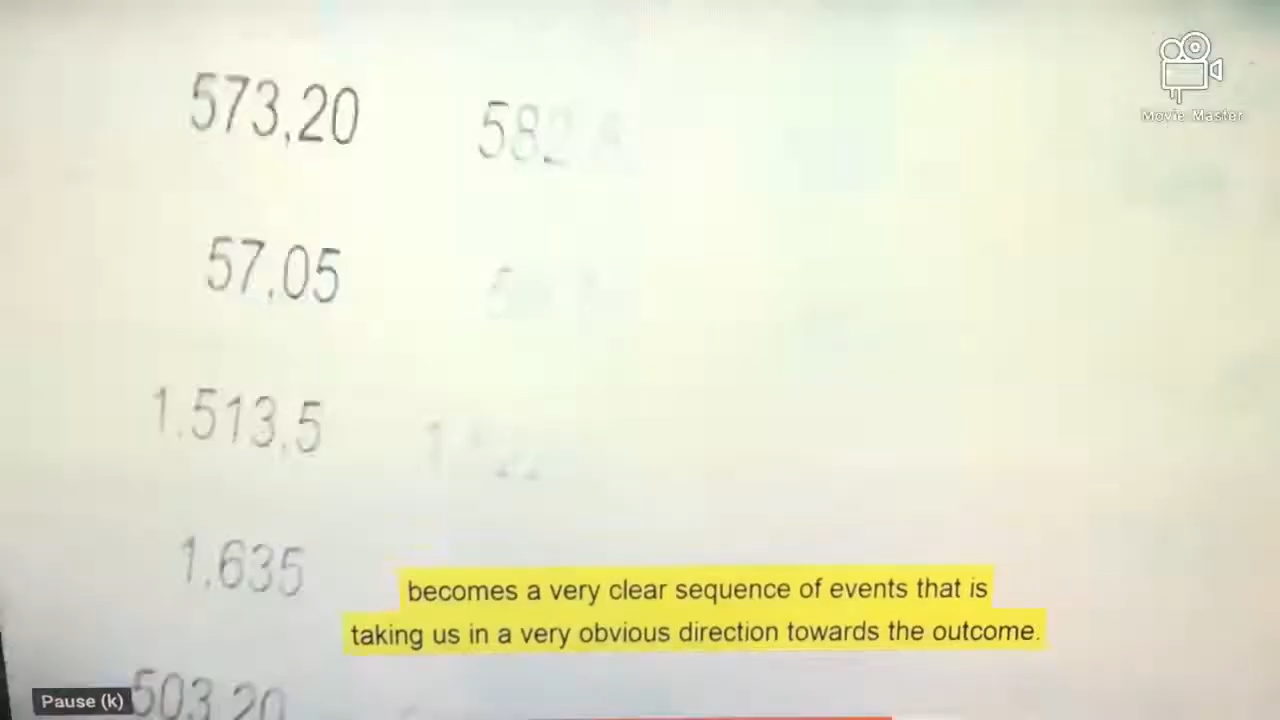 573,20
Movie Master
57,05
1.513,5
1.635
becomes a very clear sequence of events that is
taking us in a very obvious direction towards the outcome.
Pause (k)
503,20